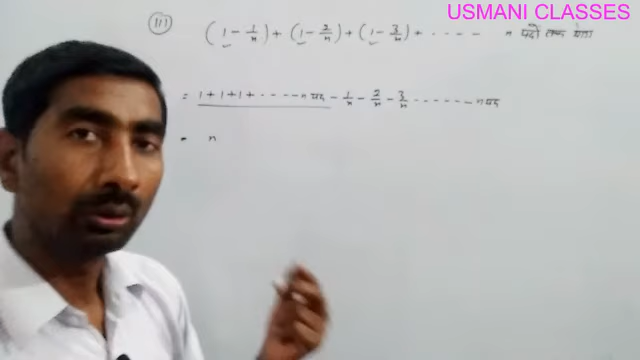 USMANI CLASSES
(III) (1 - 1/n) + (1 - 2/n) + (1 - 3/n) + . . . . n पदों तक
= 1 + 1 + 1 + . . . . . n पद - 1/n - 2/n - 3/n . . . . . . . n पद
= n